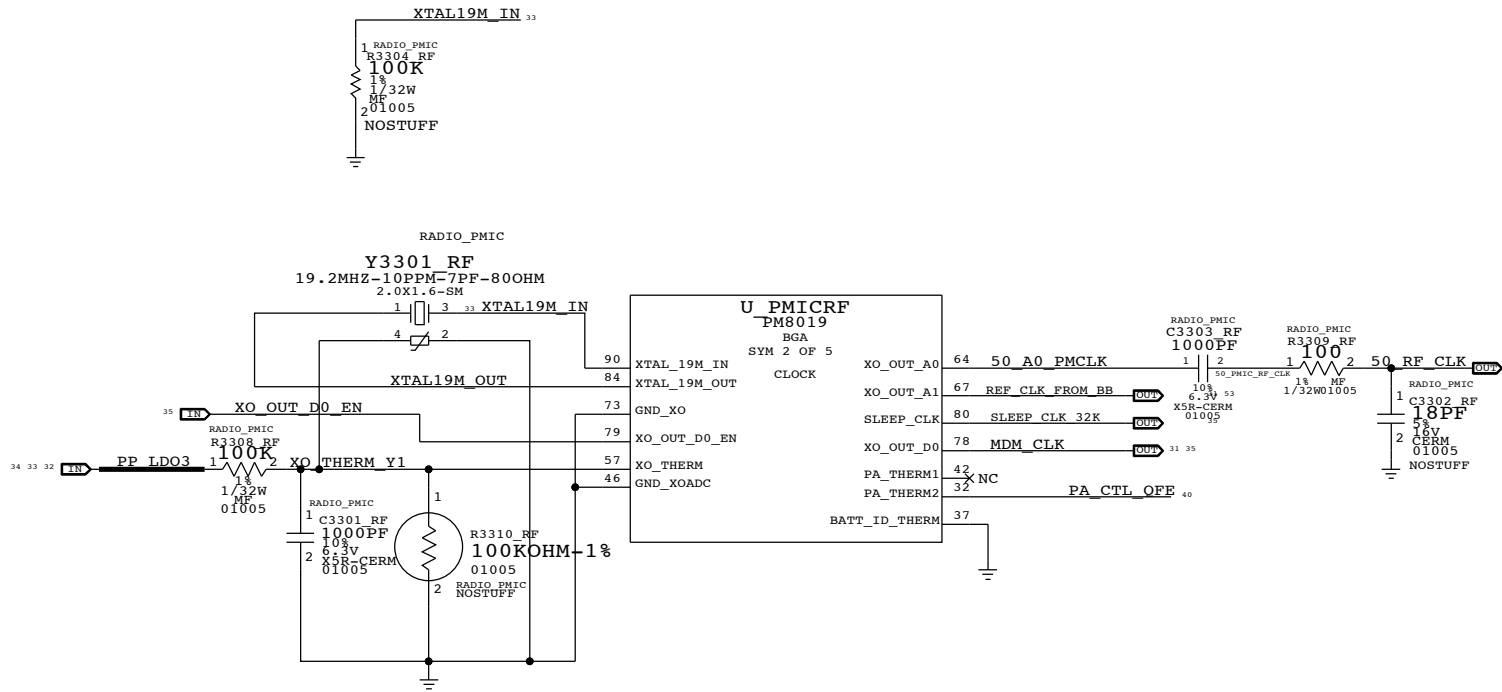 XTAL19M_IN 33
1 RADIO_PMIC
R3304_RF
100K
1%
1/32W
MF
2 01005
NOSTUFF
RADIO_PMIC
Y3301_RF
19.2MHZ-10PPM-7PF-80OHM
2.0X1.6-SM
1 3 33 XTAL19M_IN
4 2
XTAL19M_OUT
35 IN XO_OUT_D0_EN
RADIO_PMIC
R3308_RF
100K
34 33 32 IN PP_LDO3 1 2 XO_THERM_Y1
1%
1/32W
MF
01005
RADIO_PMIC
1 C3301_RF
1000PF
10%
6.3V
2 X5R-CERM
01005
1
R3310_RF
100KOHM-1%
01005
2 RADIO_PMIC
NOSTUFF
U_PMICRF
PM8019
BGA
SYM 2 OF 5
CLOCK
90 XTAL_19M_IN
84 XTAL_19M_OUT
73 GND_XO
79 XO_OUT_D0_EN
57 XO_THERM
46 GND_XOADC
XO_OUT_A0 64 50_A0_PMCLK
XO_OUT_A1 67 REF_CLK_FROM_BB OUT 31 53
SLEEP_CLK 80 SLEEP_CLK_32K OUT 35
XO_OUT_D0 78 MDM_CLK OUT 31 35
PA_THERM1 42 NC
PA_THERM2 32 PA_CTL_QFE 40
BATT_ID_THERM 37
RADIO_PMIC
C3303_RF
1000PF
1 2
10%
6.3V
X5R-CERM
01005
50_PMIC_RF_CLK
RADIO_PMIC
R3309_RF
100
1 2 50_RF_CLK OUT
1% MF
1/32W01005
RADIO_PMIC
1 C3302_RF
18PF
5%
2 16V
CERM
01005
NOSTUFF